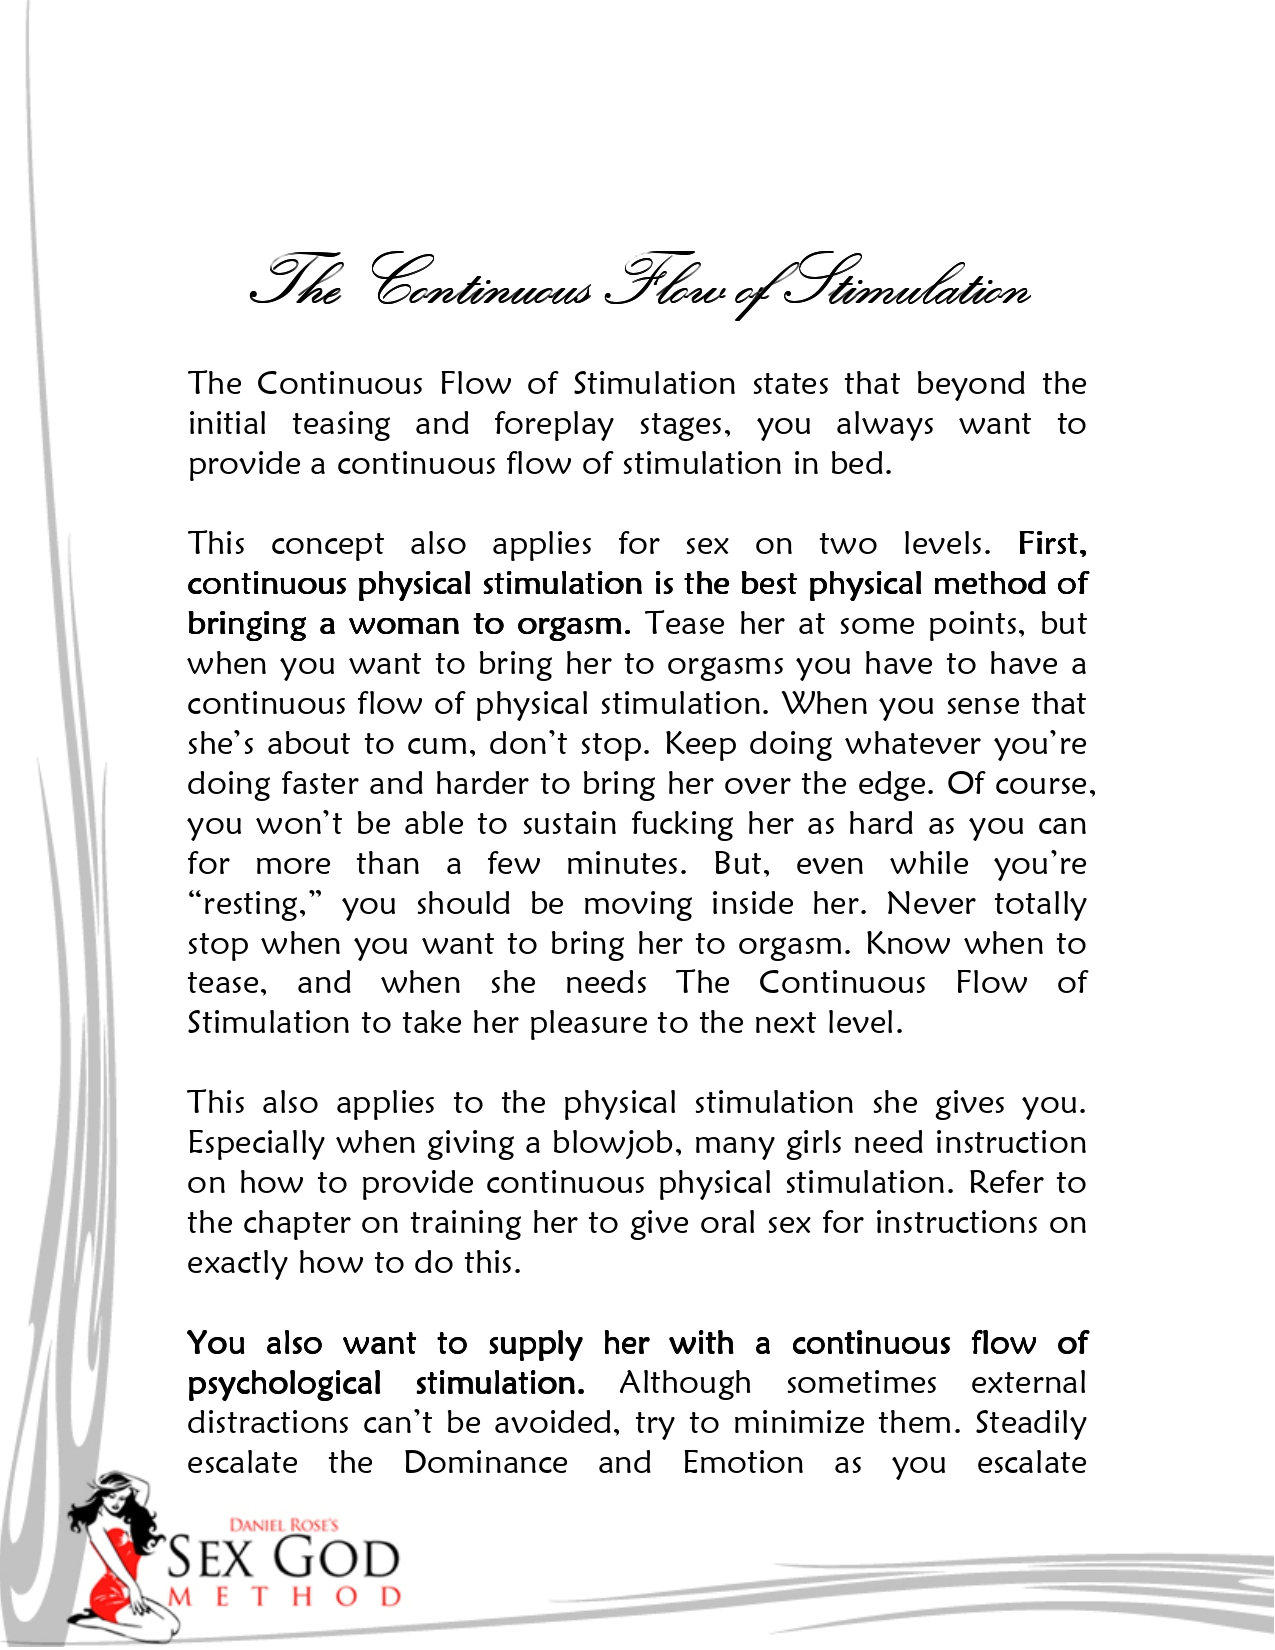 The Continuous Flow of Stimulation
The Continuous Flow of Stimulation states that beyond the
initial teasing and foreplay stages, you always want to
provide a continuous flow of stimulation in bed.
This concept also applies for sex on two levels. First,
continuous physical stimulation is the best physical method of
bringing a woman to orgasm. Tease her at some points, but
when you want to bring her to orgasms you have to have a
continuous flow of physical stimulation. When you sense that
she’s about to cum, don’t stop. Keep doing whatever you’re
doing faster and harder to bring her over the edge. Of course,
you won’t be able to sustain fucking her as hard as you can
for more than a few minutes. But, even while you’re
“resting,” you should be moving inside her. Never totally
stop when you want to bring her to orgasm. Know when to
tease, and when she needs The Continuous Flow of
Stimulation to take her pleasure to the next level.
This also applies to the physical stimulation she gives you.
Especially when giving a blowjob, many girls need instruction
on how to provide continuous physical stimulation. Refer to
the chapter on training her to give oral sex for instructions on
exactly how to do this.
You also want to supply her with a continuous flow of
psychological stimulation. Although sometimes external
distractions can’t be avoided, try to minimize them. Steadily
escalate the Dominance and Emotion as you escalate
DANIEL ROSE'S
SEX GOD
METHOD